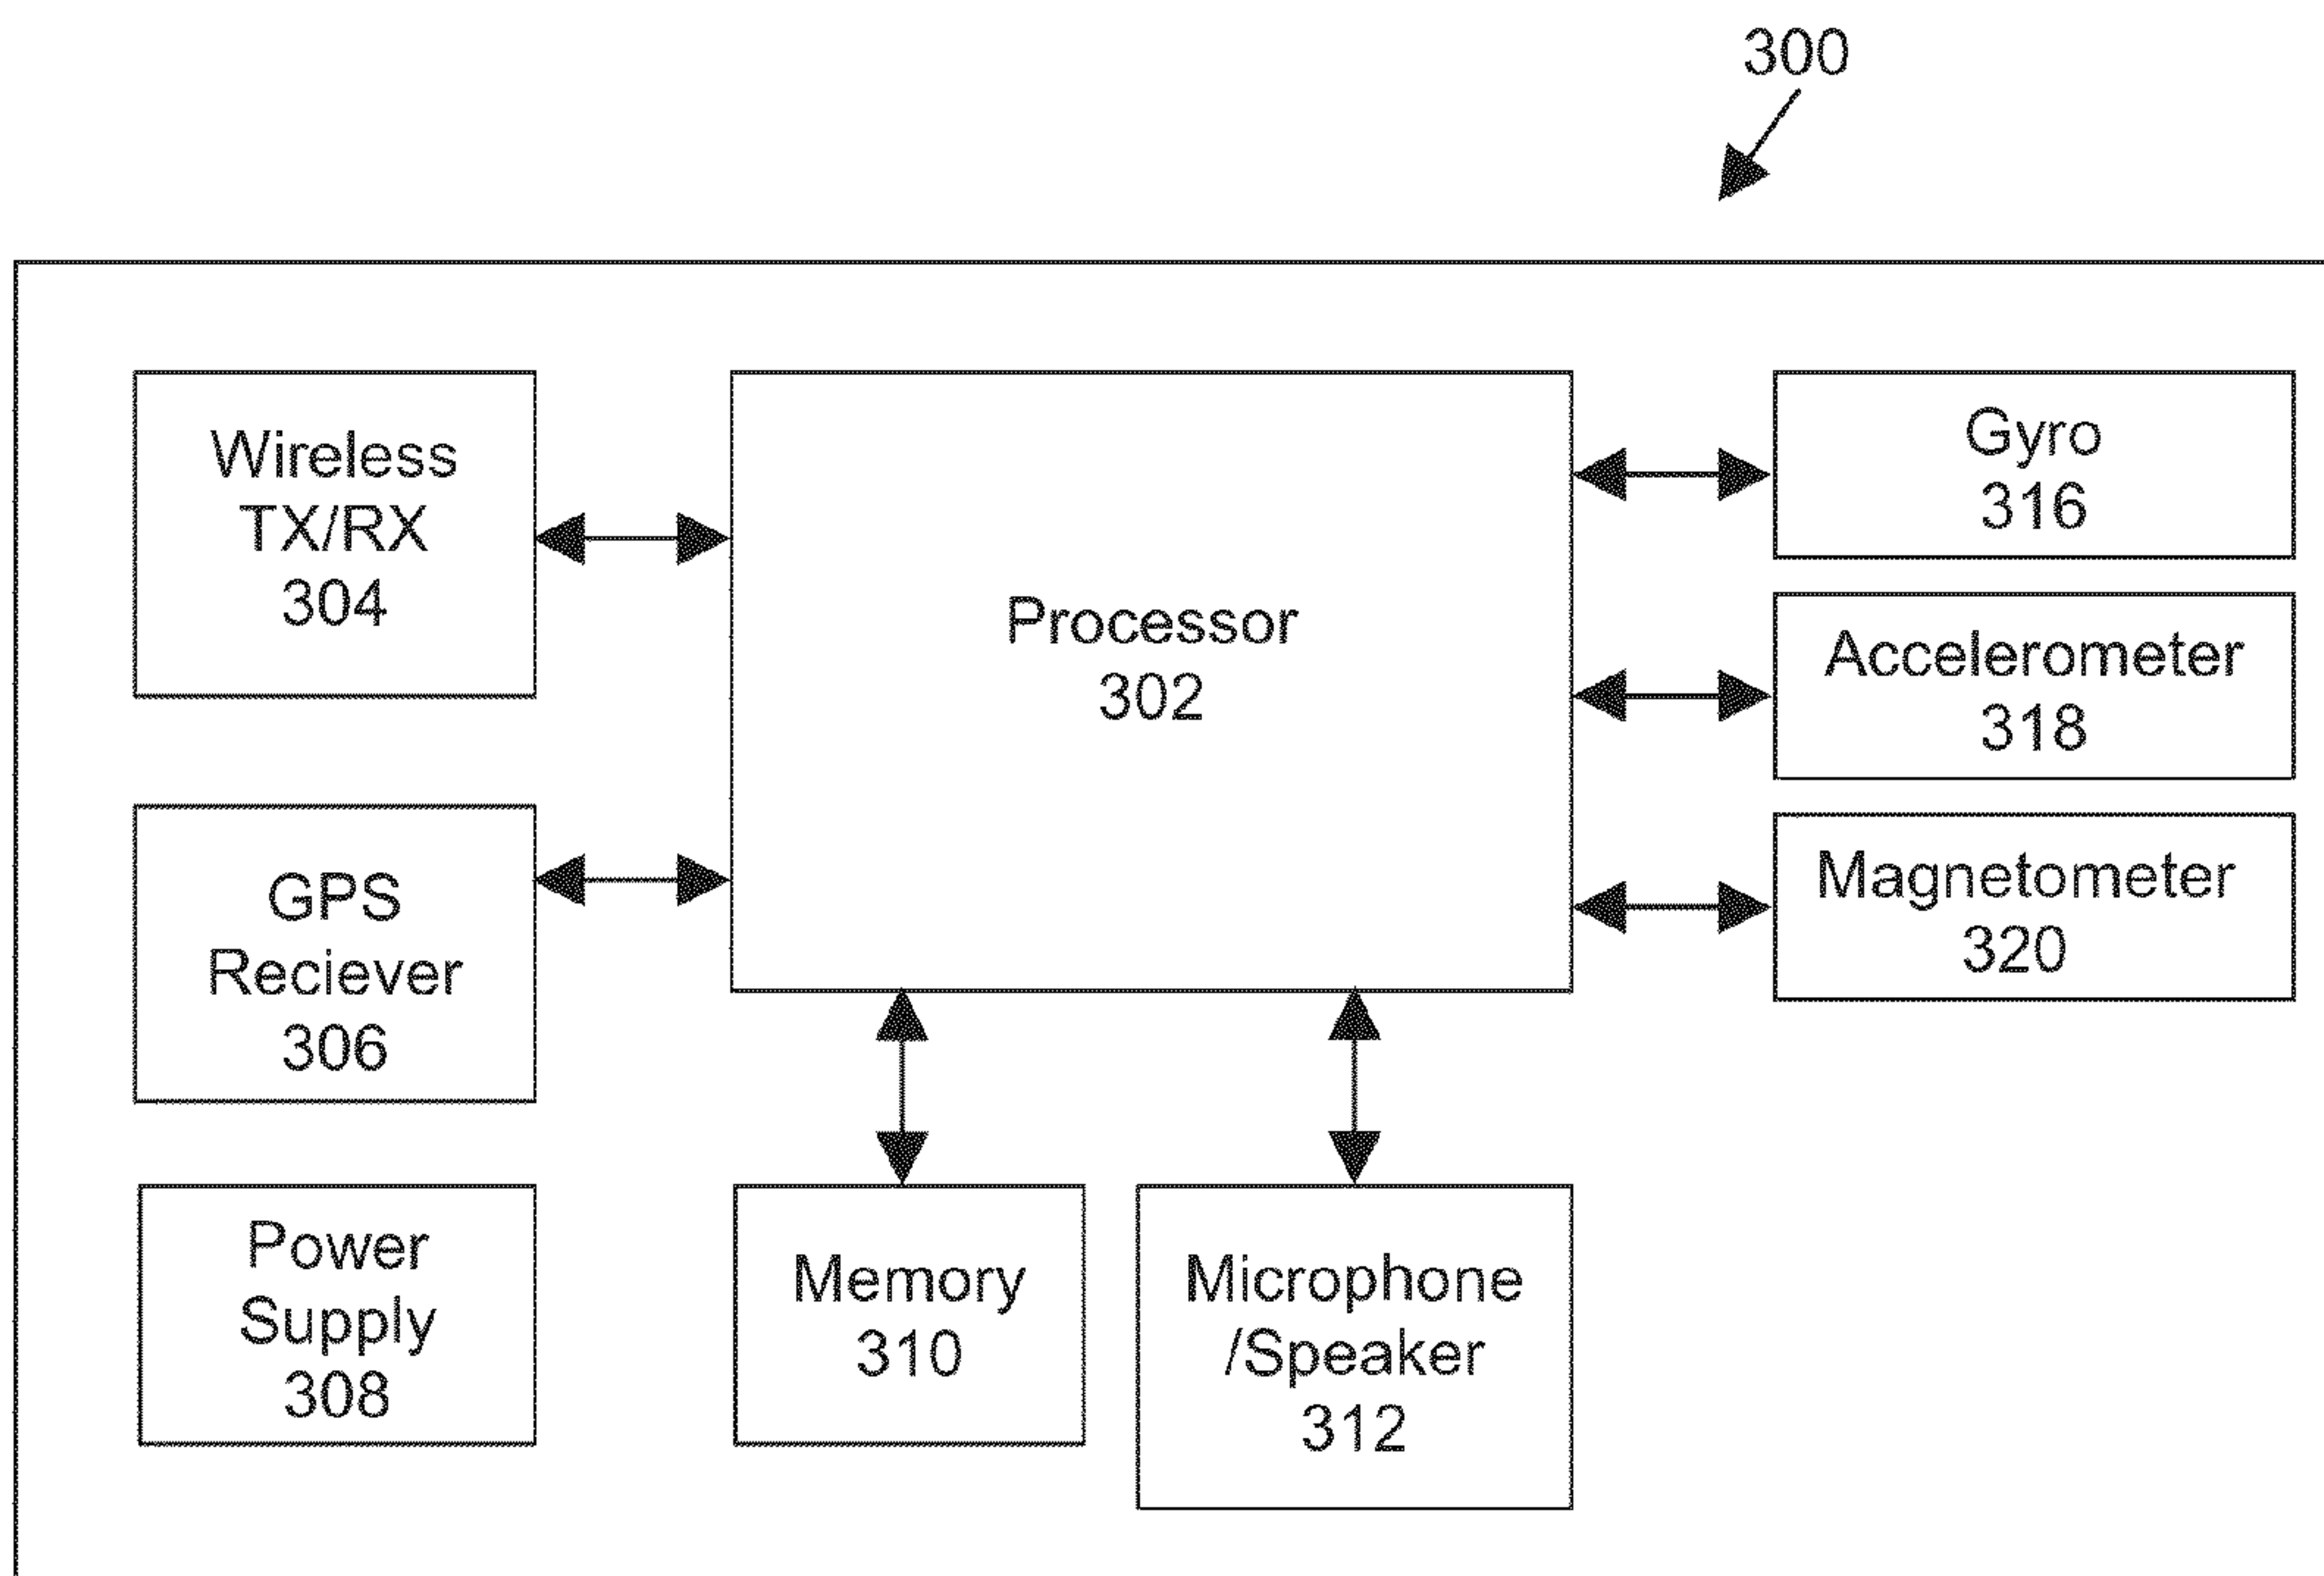 300
Wireless
TX/RX
304
Processor
302
Gyro
316
Accelerometer
318
Magnetometer
320
GPS
Reciever
306
Power
Supply
308
Memory
310
Microphone
/Speaker
312